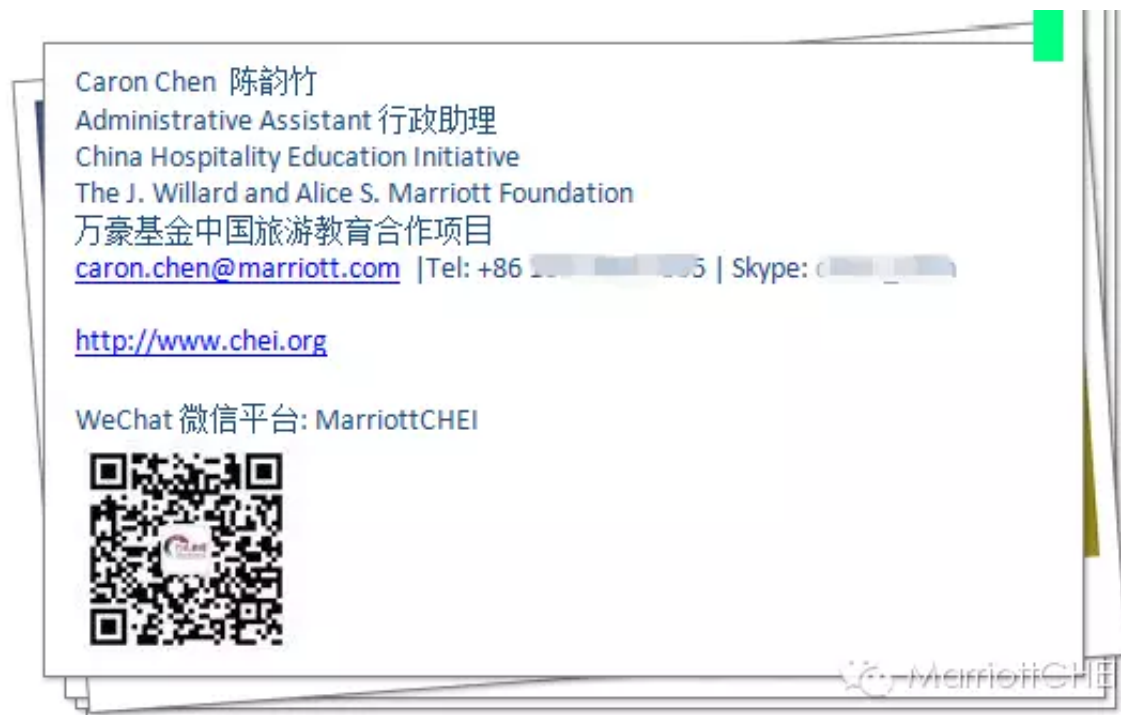 Caron Chen 陈韵竹
Administrative Assistant 行政助理
China Hospitality Education Initiative
The J. Willard and Alice S. Marriott Foundation
万豪基金中国旅游教育合作项目
caron.chen@marriott.com |Tel: +86 | Skype:
http://www.chei.org
WeChat 微信平台: MarriottCHEI
MarriottCHEI